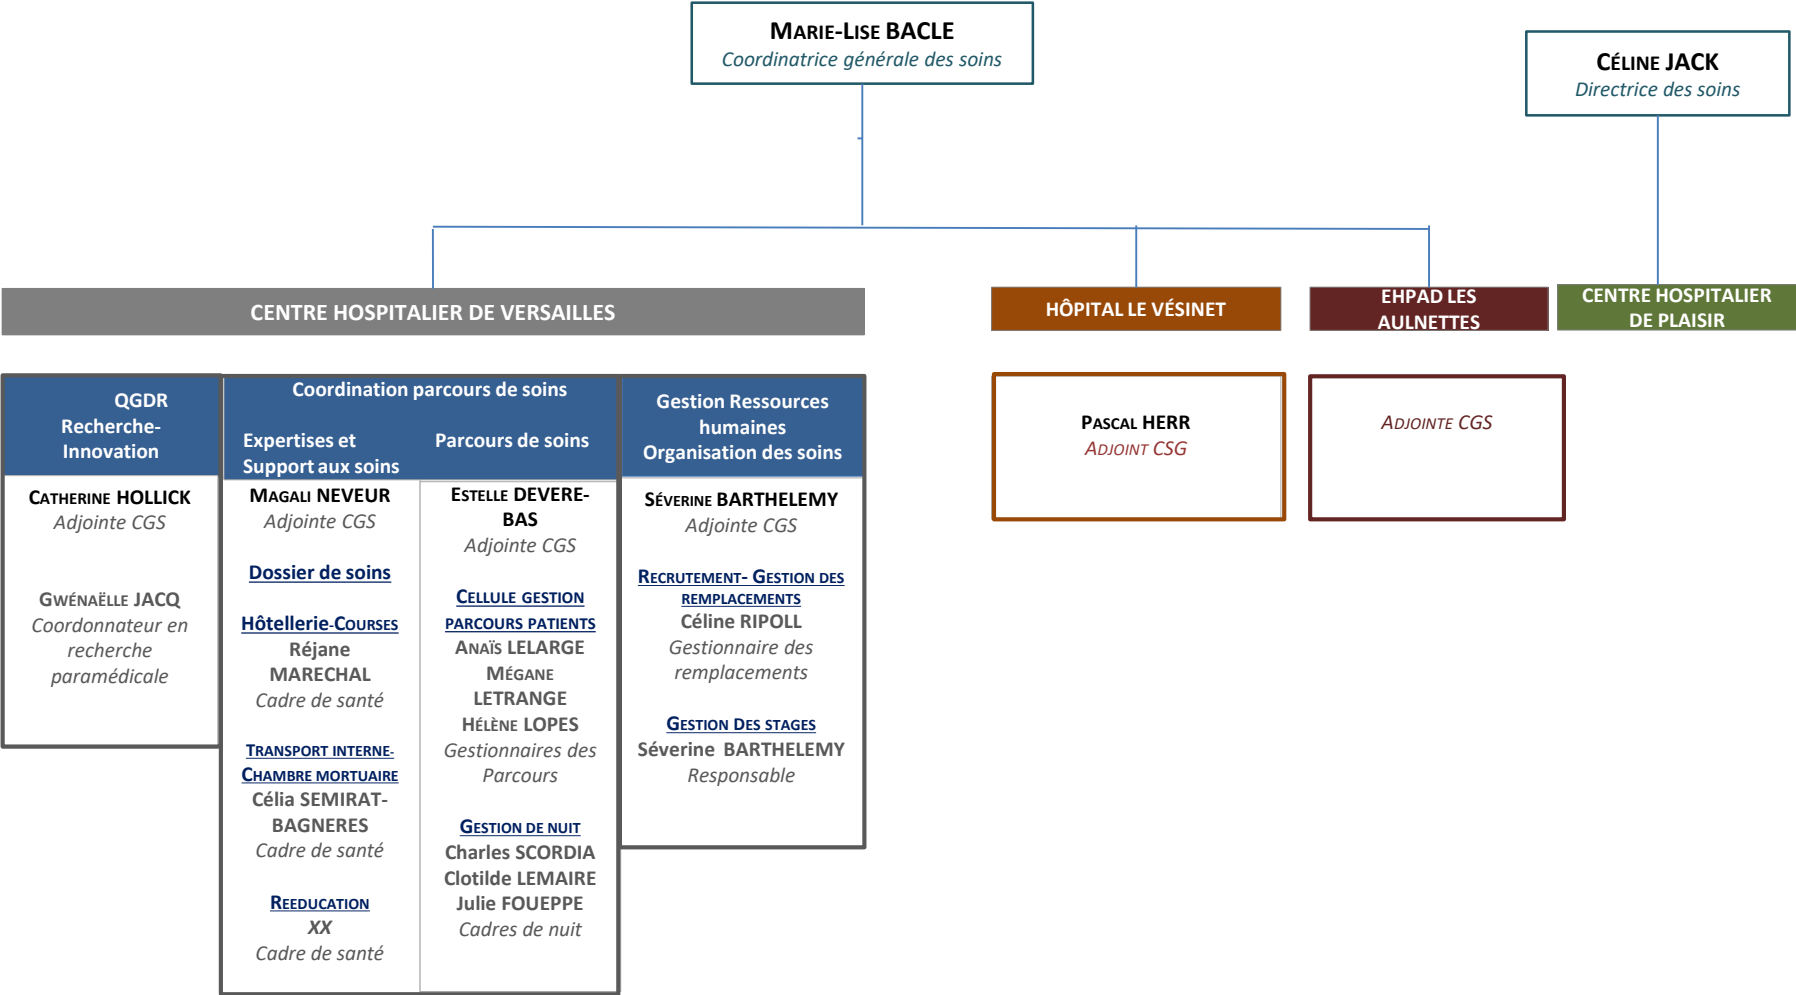 MARIE-LISE BACLE
Coordinatrice générale des soins
CÉLINE JACK
Directrice des soins
CENTRE HOSPITALIER DE VERSAILLES
HÔPITAL LE VÉSINET
EHPAD LES
AULNETTES
CENTRE HOSPITALIER
DE PLAISIR
QGDR
Recherche-
Innovation
Coordination parcours de soins
Expertises et
Support aux soins
Parcours de soins
Gestion Ressources
humaines
Organisation des soins
CATHERINE HOLLICK
Adjointe CGS
GWÉNAËLLE JACQ
Coordonnateur en
recherche
paramédicale
MAGALI NEVEUR
Adjointe CGS
Dossier de soins
Hôtellerie-COURSES
Réjane
MARECHAL
Cadre de santé
TRANSPORT INTERNE-
CHAMBRE MORTUAIRE
Célia SEMIRAT-
BAGNERES
Cadre de santé
REEDUCATION
XX
Cadre de santé
ESTELLE DEVERE-
BAS
Adjointe CGS
CELLULE GESTION
PARCOURS PATIENTS
ANAÏS LELARGE
MÉGANE
LETRANGE
HÉLÈNE LOPES
Gestionnaires des
Parcours
GESTION DE NUIT
Charles SCORDIA
Clotilde LEMAIRE
Julie FOUEPPE
Cadres de nuit
SÉVERINE BARTHELEMY
Adjointe CGS
RECRUTEMENT- GESTION DES
REMPLACEMENTS
Céline RIPOLL
Gestionnaire des
remplacements
GESTION DES STAGES
Séverine BARTHELEMY
Responsable
PASCAL HERR
ADJOINT CSG
ADJOINTE CGS